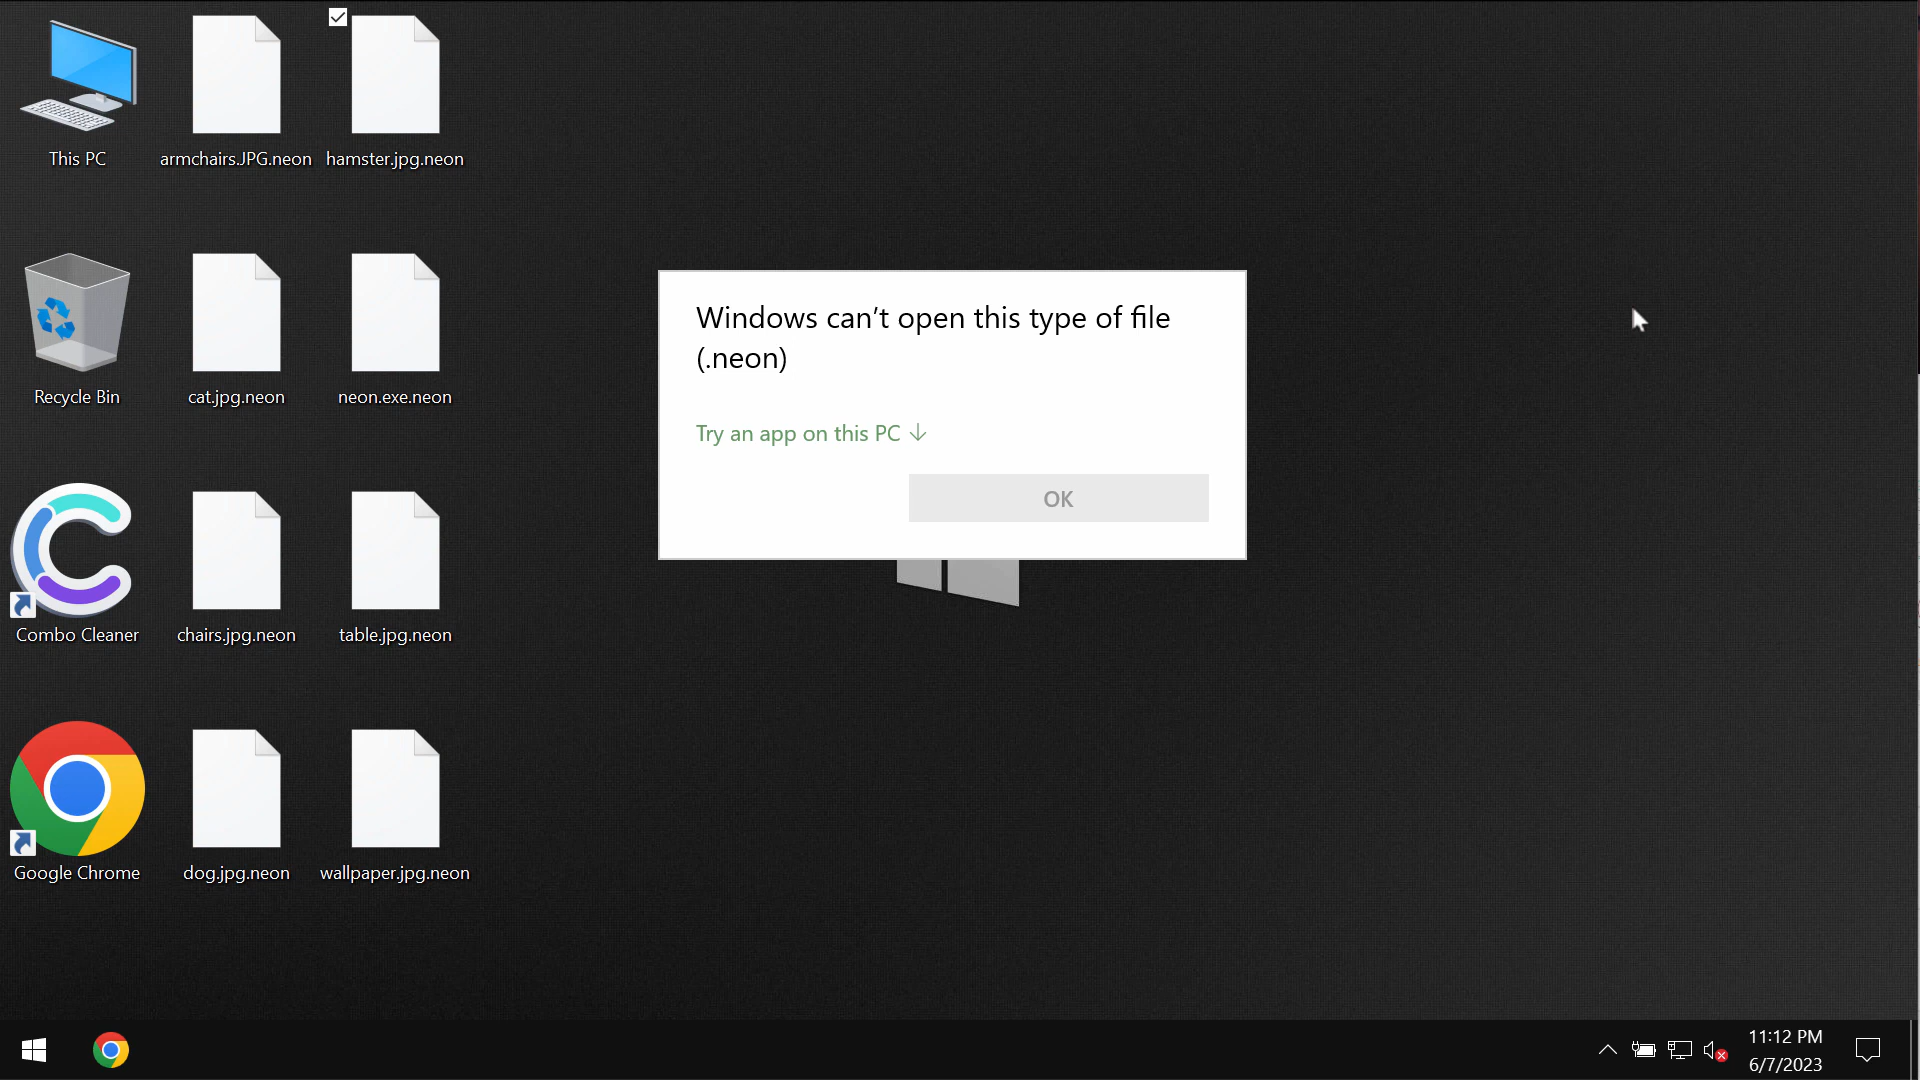 This PC
armchairs.JPG.neon
hamster.jpg.neon
Recycle Bin
cat.jpg.neon
neon.exe.neon
Combo Cleaner
chairs.jpg.neon
table.jpg.neon
Google Chrome
dog.jpg.neon
wallpaper.jpg.neon
Windows can’t open this type of file
(.neon)
Try an app on this PC
OK
11:12 PM
6/7/2023